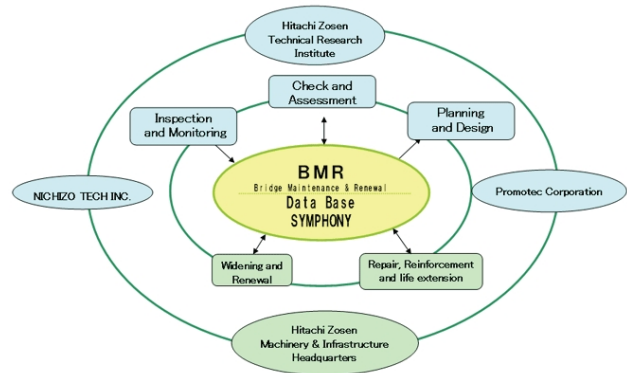 Hitachi Zosen
Technical Research
Institute
Check and
Assessment
Inspection
and Monitoring
Planning
and Design
BMR
Bridge Maintenance & Renewal
Data Base
SYMPHONY
NICHIZO TECH INC.
Promotec Corporation
Widening and
Renewal
Repair, Reinforcement
and life extension
Hitachi Zosen
Machinery & Infrastructure
Headquarters